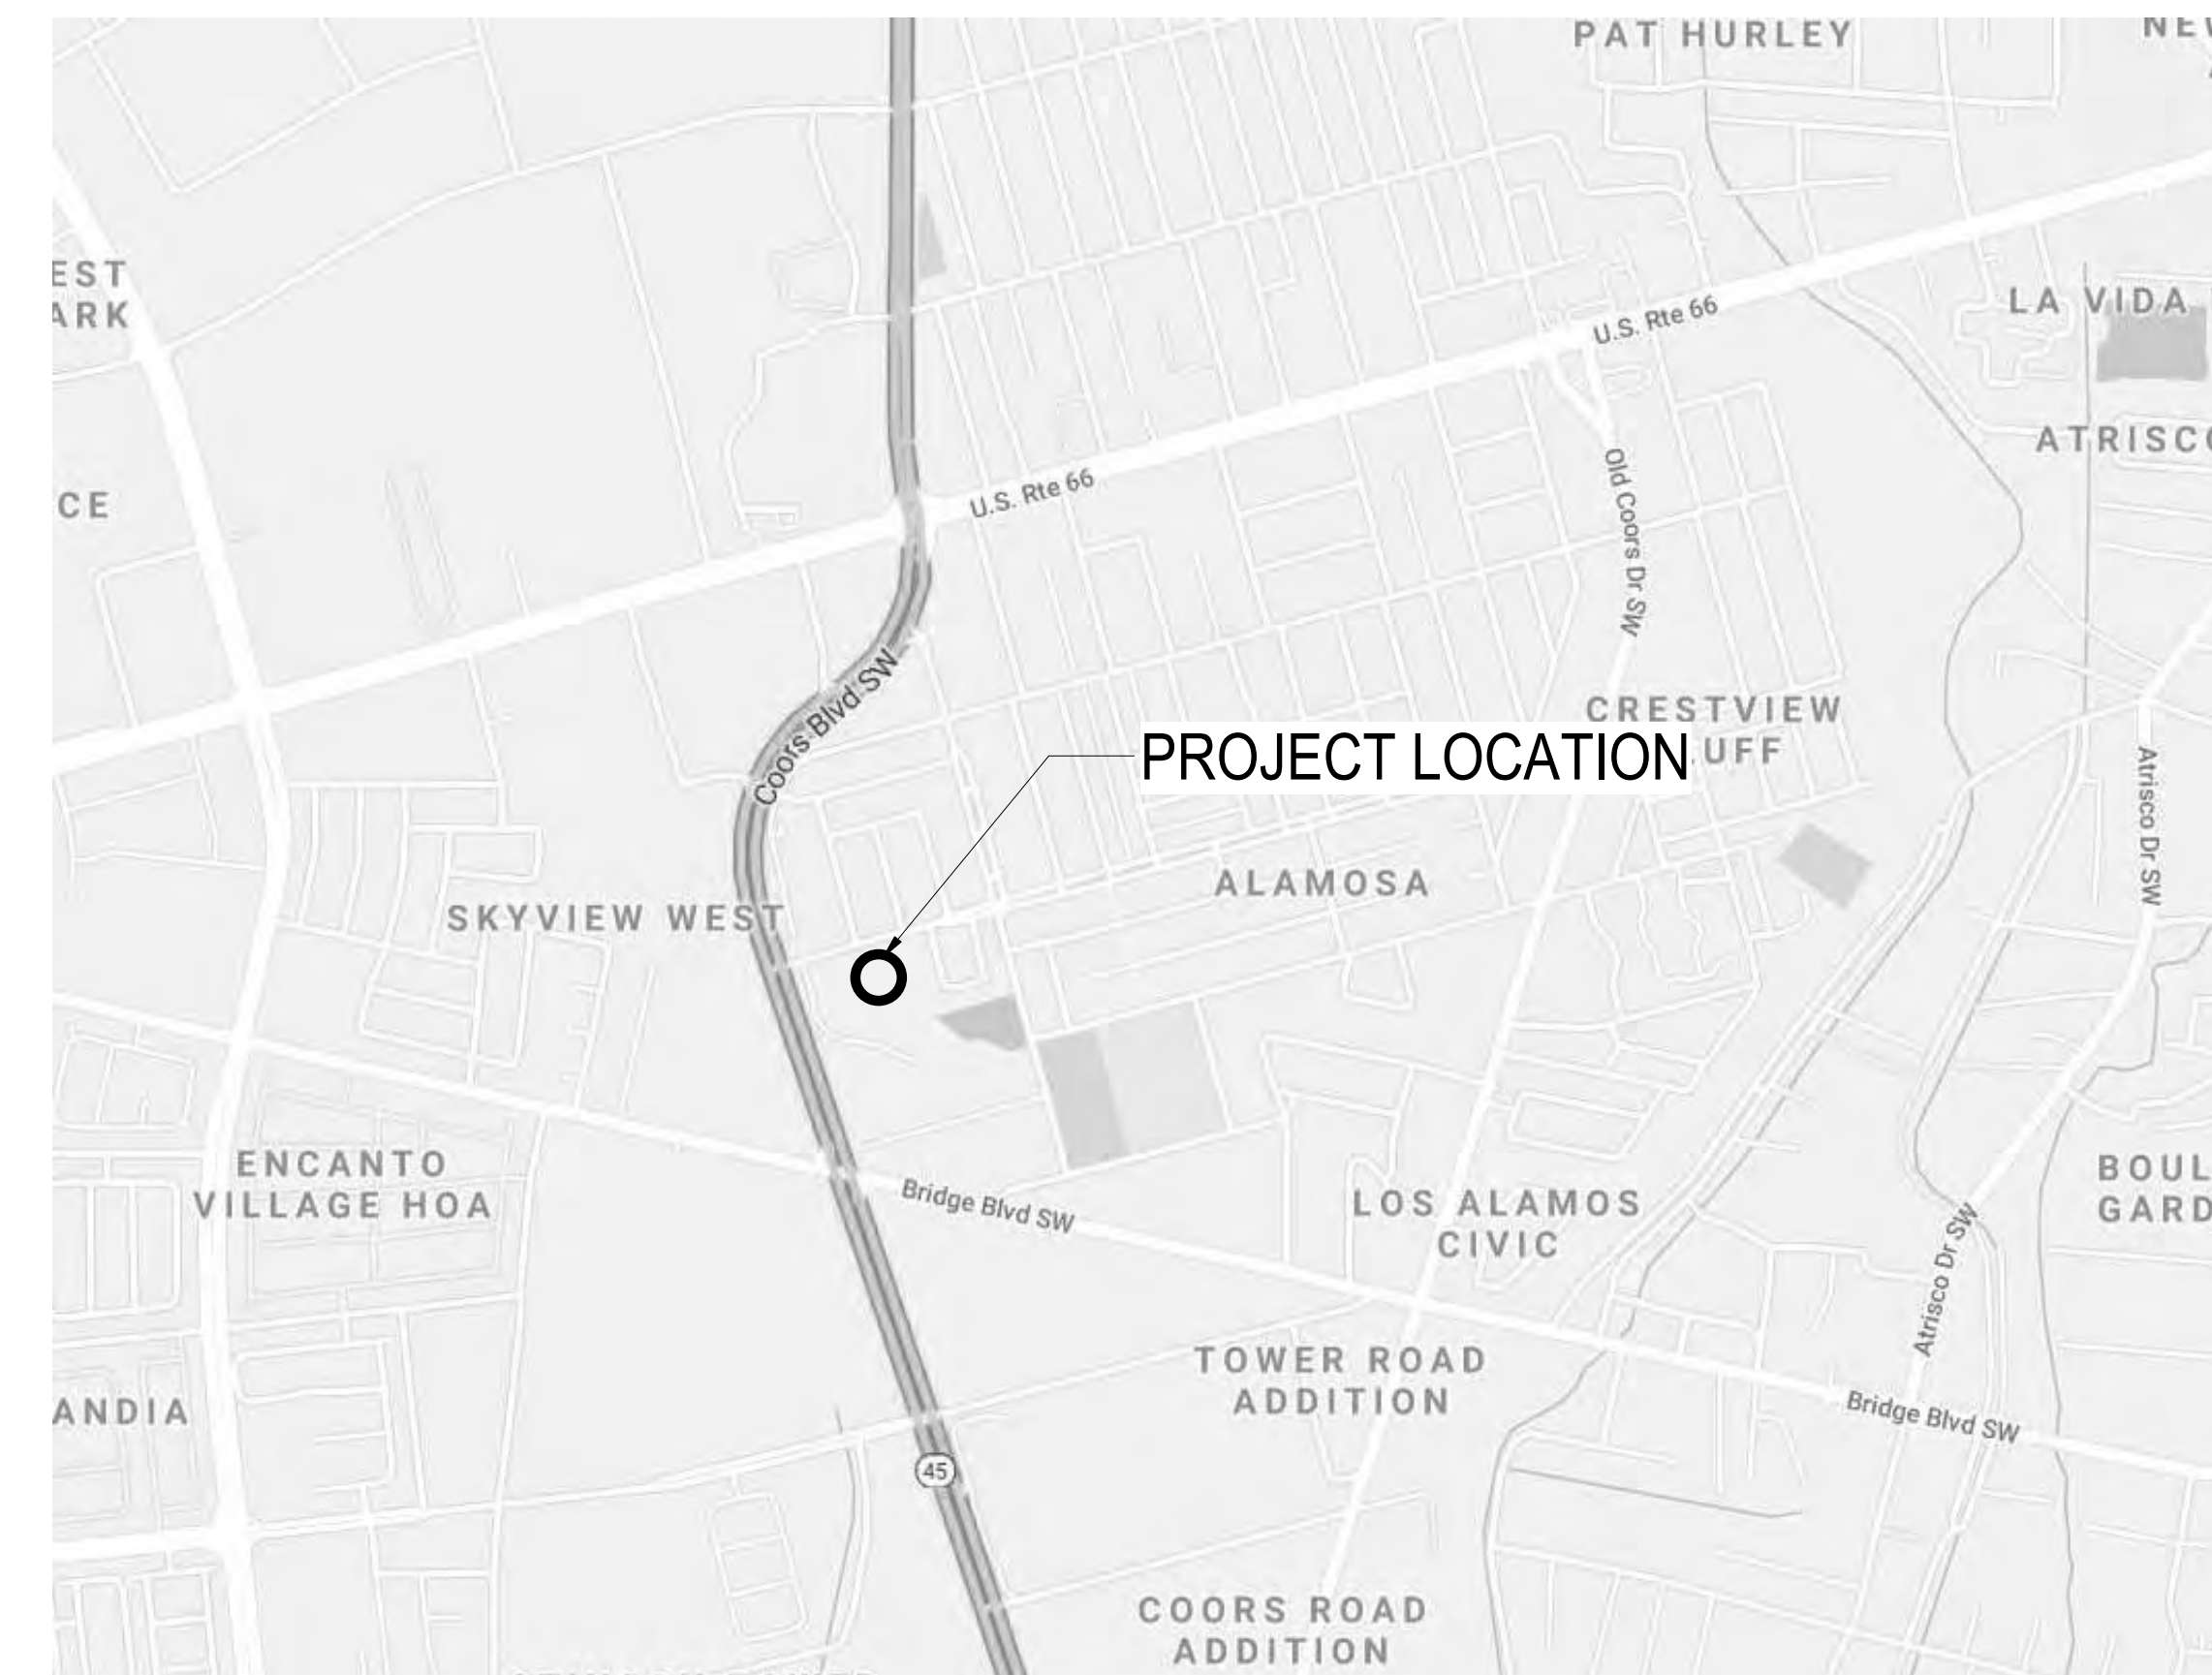 PAT HURLEY
EST
ARK
LA VIDA
U.S. Rte 66
CE
U.S. Rte 66
Old Coors Dr SW
Coors Blvd SW
CRESTVIEW
UFF
PROJECT LOCATION
Atrisco Dr SW
ALAMOSA
SKYVIEW WEST
ENCANTO
VILLAGE HOA
Bridge Blvd SW
LOS ALAMOS
CIVIC
BOUL
GARD
Atrisco Dr SW
TOWER ROAD
ADDITION
ANDIA
Bridge Blvd SW
45
COORS ROAD
ADDITION